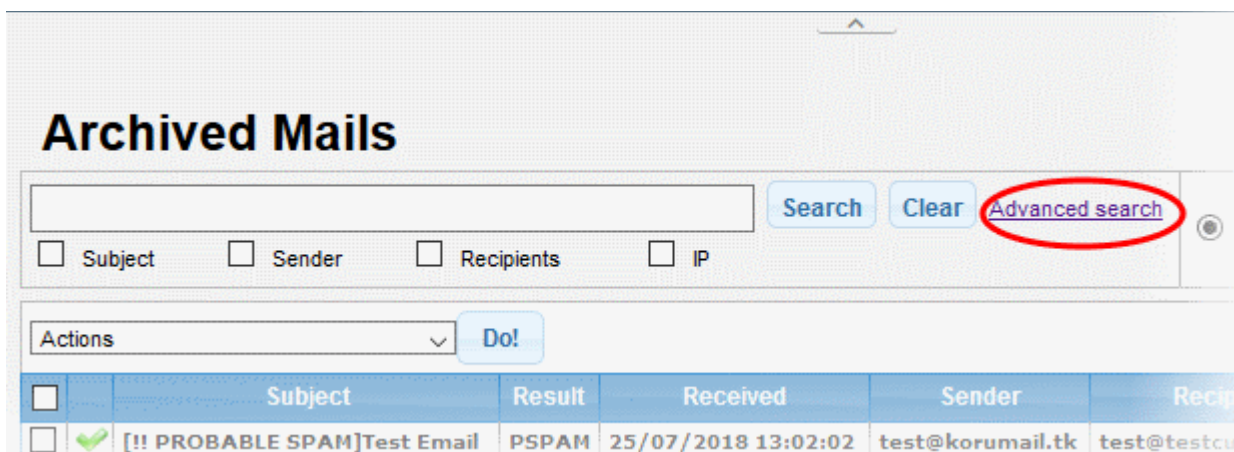 Archived Mails
Search Clear Advanced search
Subject Sender Recipients IP
Actions Do!
Subject Result Received Sender
[!! PROBABLE SPAM]Test Email PSPAM 25/07/2018 13:02:02 test@korumail.tk